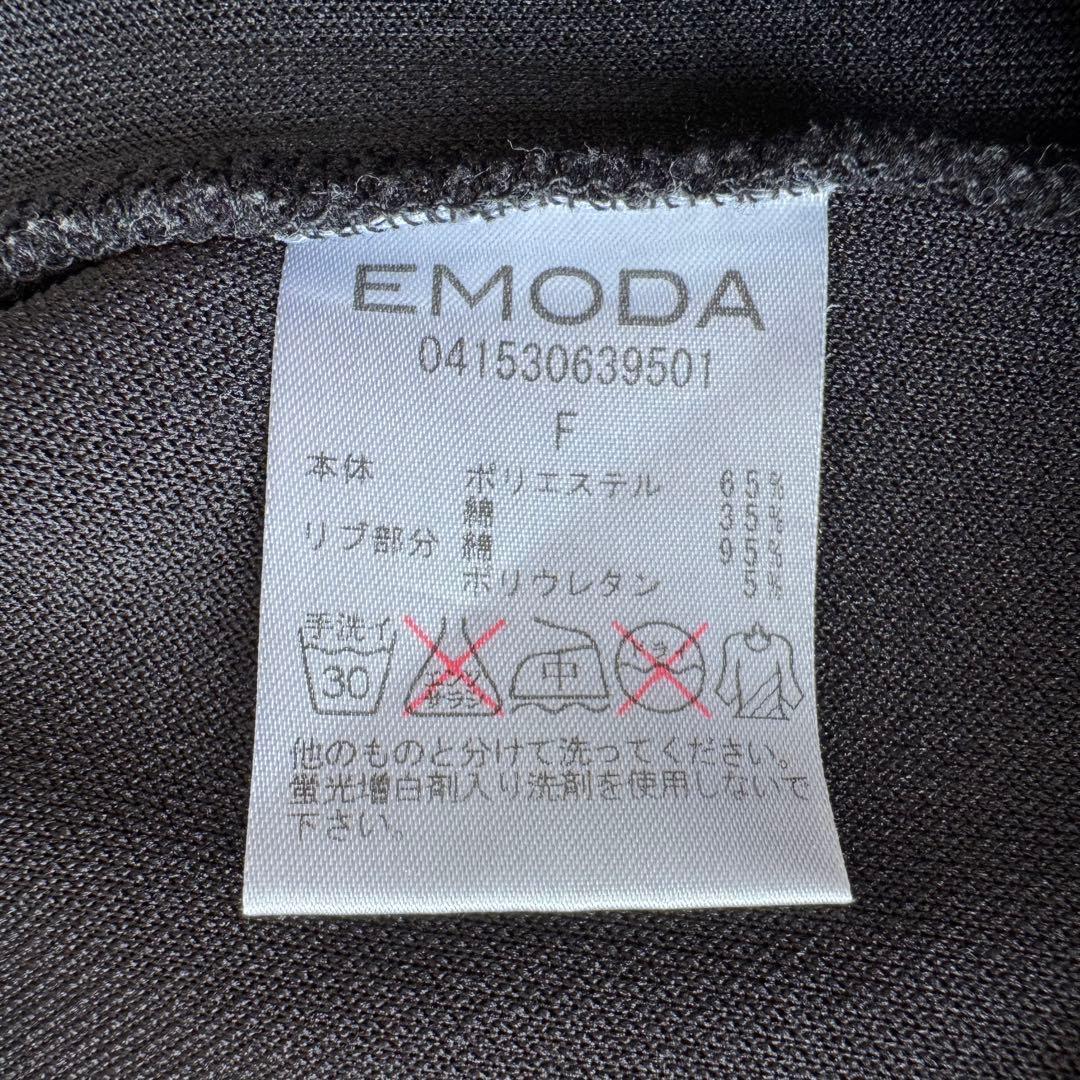 EMODA
041530639501
F
本体 ポリエステル 65%
綿 35%
リブ部分 綿 95%
ポリウレタン 5%
手洗イ
30
中
他のものと分けて洗ってください。
蛍光増白剤入り洗剤を使用しないで
下さい。